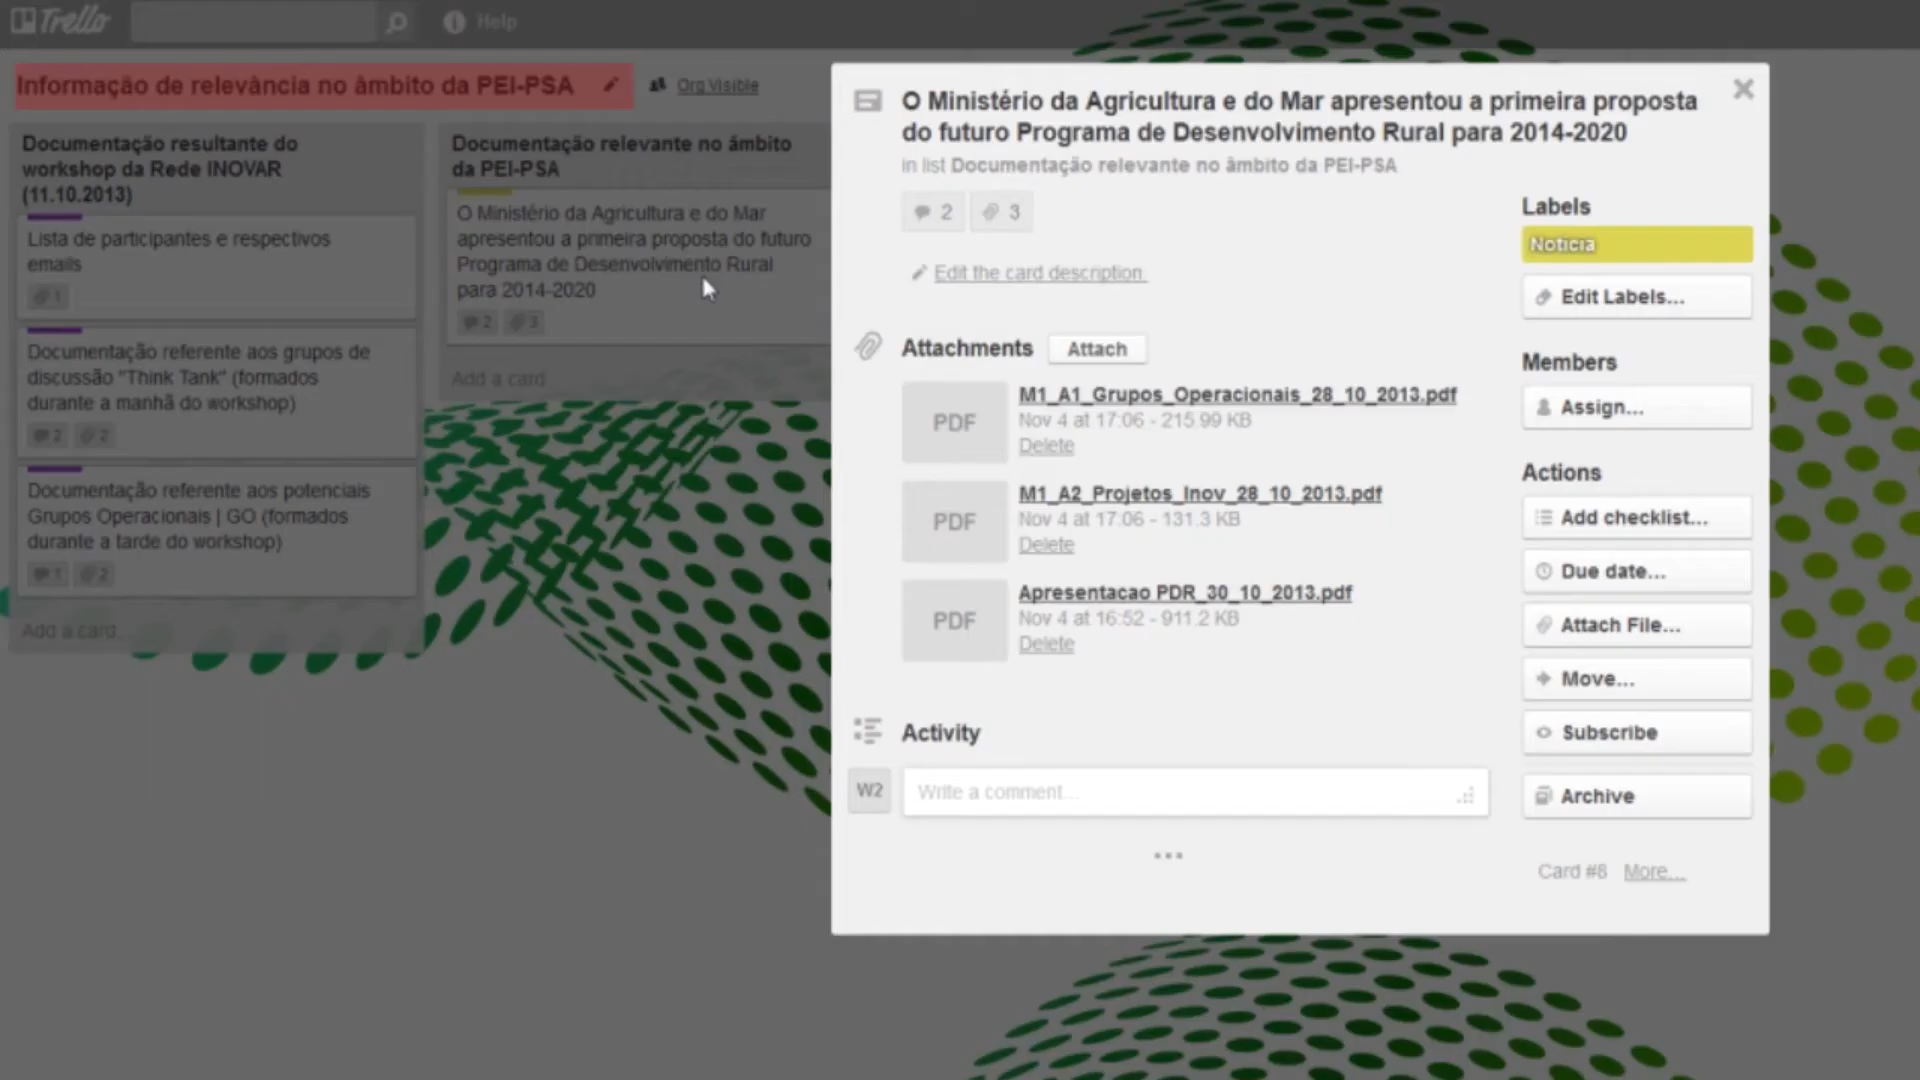 Trello
Help
Informação de relevância no âmbito da PEI-PSA
Org Visible
Documentação resultante do
workshop da Rede INOVAR
(11.10.2013)
Lista de participantes e respectivos
emails
1
Documentação referente aos grupos de
discussão "Think Tank" (formados
durante a manhã do workshop)
2 2
Documentação referente aos potenciais
Grupos Operacionais | GO (formados
durante a tarde do workshop)
1 2
Add a card...
Documentação relevante no âmbito
da PEI-PSA
O Ministério da Agricultura e do Mar
apresentou a primeira proposta do futuro
Programa de Desenvolvimento Rural
para 2014-2020
2 3
Add a card
O Ministério da Agricultura e do Mar apresentou a primeira proposta
do futuro Programa de Desenvolvimento Rural para 2014-2020
in list Documentação relevante no âmbito da PEI-PSA
2 3
Edit the card description.
Attachments Attach
PDF
M1_A1_Grupos_Operacionais_28_10_2013.pdf
Nov 4 at 17:06 - 215.99 KB
Delete
PDF
M1_A2_Projetos_Inov_28_10_2013.pdf
Nov 4 at 17:06 - 131.3 KB
Delete
PDF
Apresentacao PDR_30_10_2013.pdf
Nov 4 at 16:52 - 911.2 KB
Delete
Activity
W2
Write a comment...
Labels
Notícia
Edit Labels...
Members
Assign...
Actions
Add checklist...
Due date...
Attach File...
Move...
Subscribe
Archive
Card #8 More...